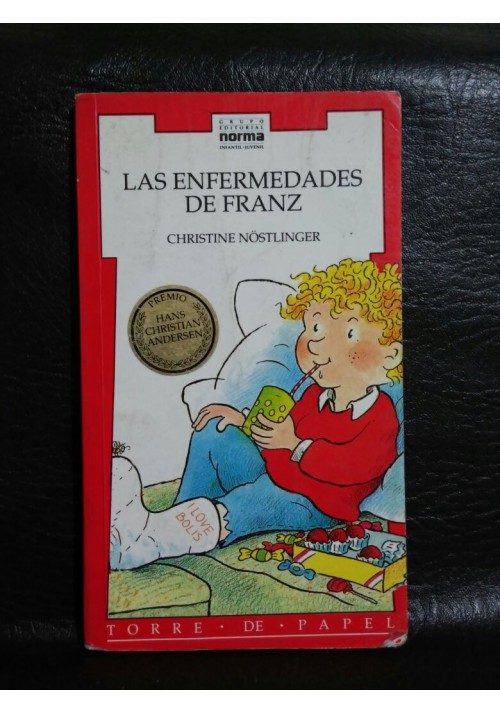 GRUPO
EDITORIAL
norma
INFANTIL-JUVENIL
LAS ENFERMEDADES
DE FRANZ
CHRISTINE NÖSTLINGER
PREMIO
HANS
CHRISTIAN
ANDERSEN
I LOVE
BOLIS
TORRE · DE · PAPEL